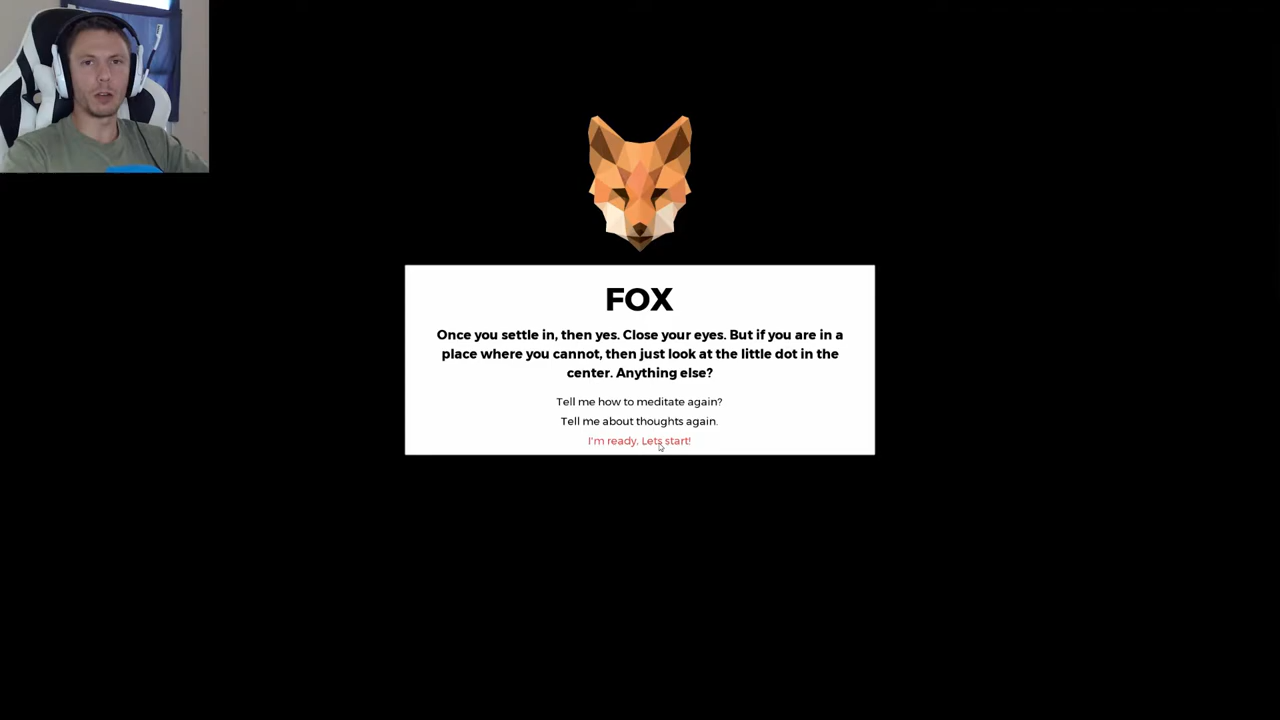 FOX
Once you settle in, then yes. Close your eyes. But if you are in a
place where you cannot, then just look at the little dot in the
center. Anything else?
Tell me how to meditate again?
Tell me about thoughts again.
I'm ready. Lets start!